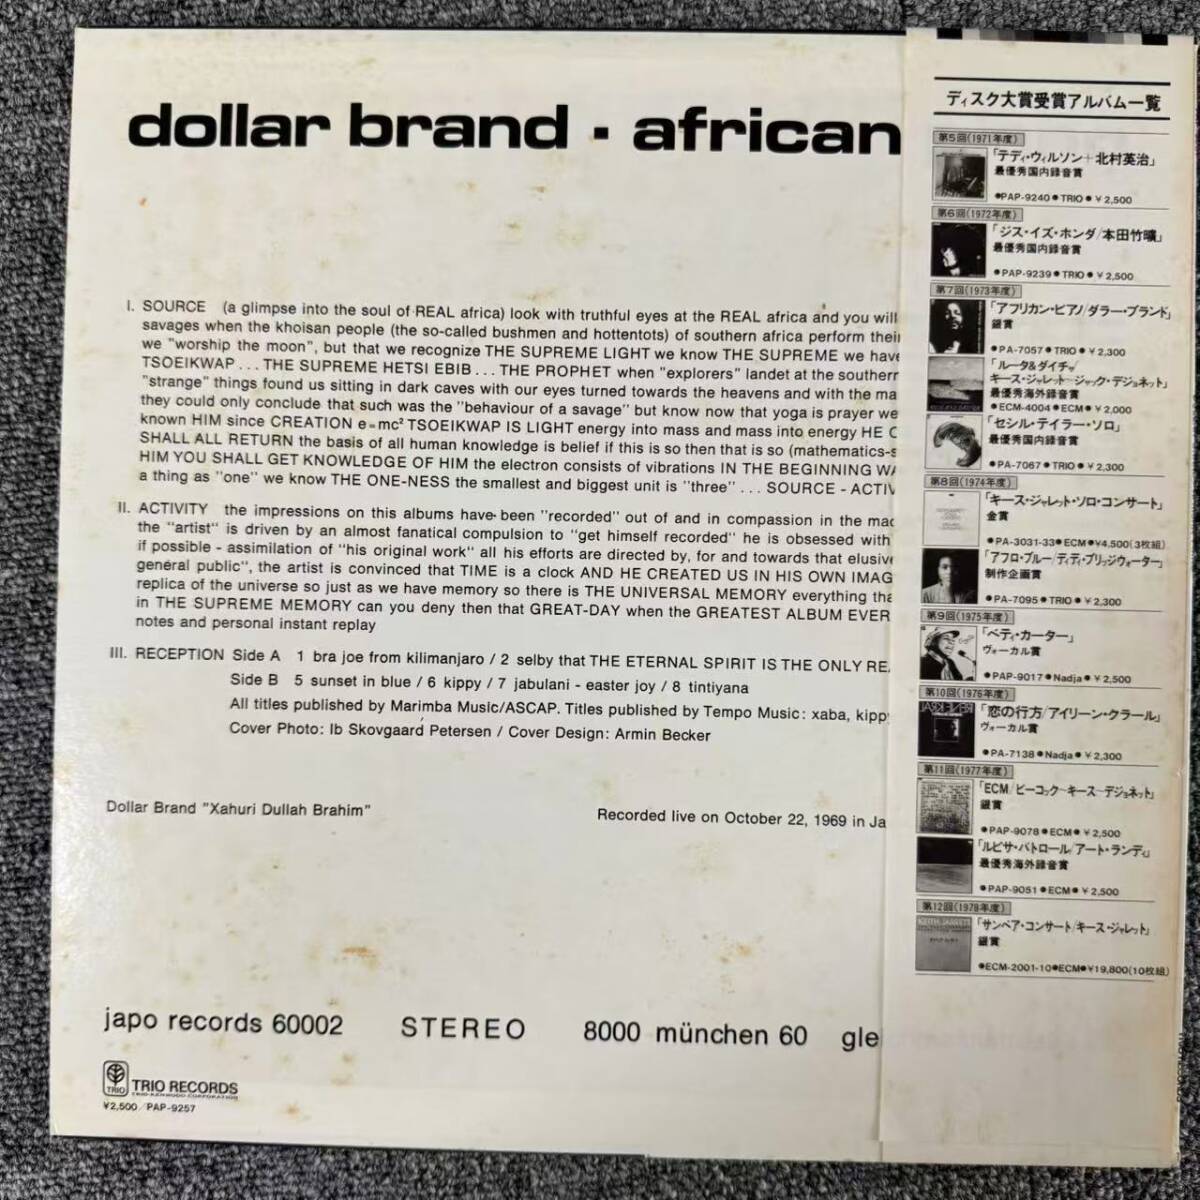 dollar brand · african
I. SOURCE (a glimpse into the soul of REAL africa) look with truthful eyes at the REAL africa and you will
savages when the khoisan people (the so-called bushmen and hottentots) of southern africa perform their
we "worship the moon", but that we recognize THE SUPREME LIGHT we know THE SUPREME we have
TSOEIKWAP ... THE SUPREME HETSI EBIB ... THE PROPHET when "explorers" landet at the southern
"strange" things found us sitting in dark caves with our eyes turned towards the heavens and with the ma
they could only conclude that such was the "behaviour of a savage" but know now that yoga is prayer we
known HIM since CREATION e=mc² TSOEIKWAP IS LIGHT energy into mass and mass into energy HE C
SHALL ALL RETURN the basis of all human knowledge is belief if this is so then that is so (mathematics-s
HIM YOU SHALL GET KNOWLEDGE OF HIM the electron consists of vibrations IN THE BEGINNING WA
a thing as "one" we know THE ONE-NESS the smallest and biggest unit is "three" ... SOURCE - ACTIV
II. ACTIVITY the impressions on this albums have been "recorded" out of and in compassion in the mad
the "artist" is driven by an almost fanatical compulsion to "get himself recorded" he is obsessed with
if possible - assimilation of "his original work" all his efforts are directed by, for and towards that elusiv
general public", the artist is convinced that TIME is a clock AND HE CREATED US IN HIS OWN IMAG
replica of the universe so just as we have memory so there is THE UNIVERSAL MEMORY everything tha
in THE SUPREME MEMORY can you deny then that GREAT-DAY when the GREATEST ALBUM EVER
notes and personal instant replay
III. RECEPTION Side A 1 bra joe from kilimanjaro / 2 selby that THE ETERNAL SPIRIT IS THE ONLY REA
Side B 5 sunset in blue / 6 kippy / 7 jabulani - easter joy / 8 tintiyana
All titles published by Marimba Music/ASCAP. Titles published by Tempo Music: xaba, kippy
Cover Photo: Ib Skovgaard Petersen / Cover Design: Armin Becker
Dollar Brand "Xahuri Dullah Brahim"
Recorded live on October 22, 1969 in Ja
japo records 60002 STEREO 8000 münchen 60 gle
TRIO
TRIO RECORDS
TRIO-KENWOOD CORPORATION
¥2,500/PAP-9257
ディスク大賞受賞アルバム一覧
第5回(1971年度)
「テディ・ウィルソン+北村英治」
最優秀国内録音賞
●PAP-9240●TRIO●¥2,500
第6回(1972年度)
「ジス・イズ・ホンダ/本田竹曠」
最優秀国内録音賞
●PAP-9239●TRIO●¥2,500
第7回(1973年度)
「アフリカン・ピアノ/ダラー・ブランド」
銀賞
●PA-7057●TRIO●¥2,300
「ルータ&ダイチャ/
キース・ジャレット〜ジャック・デジョネット」
最優秀海外録音賞
●ECM-4004●ECM●¥2,000
「セシル・テイラー・ソロ」
最優秀国内録音賞
●PA-7067●TRIO●¥2,300
第8回(1974年度)
「キース・ジャレット・ソロ・コンサート」
金賞
●PA-3031-33●ECM●¥4,500(3枚組)
「アフロ・ブルー/ディディ・ブリッジウォーター」
制作企画賞
●PA-7095●TRIO●¥2,300
第9回(1975年度)
「ベティ・カーター」
ヴォーカル賞
●PAP-9017●Nadja●¥2,500
第10回(1976年度)
「恋の行方/アイリーン・クラール」
ヴォーカル賞
●PA-7138●Nadja●¥2,300
第11回(1977年度)
「ECM/ピーコック〜キース〜デジョネット」
銀賞
●PAP-9078●ECM●¥2,500
「ルビサ・パトロール/アート・ランディ」
最優秀海外録音賞
●PAP-9051●ECM●¥2,500
第12回(1978年度)
KEITH JARRETT
「サンベア・コンサート/キース・ジャレット」
銀賞
●ECM-2001-10●ECM●¥19,800(10枚組)